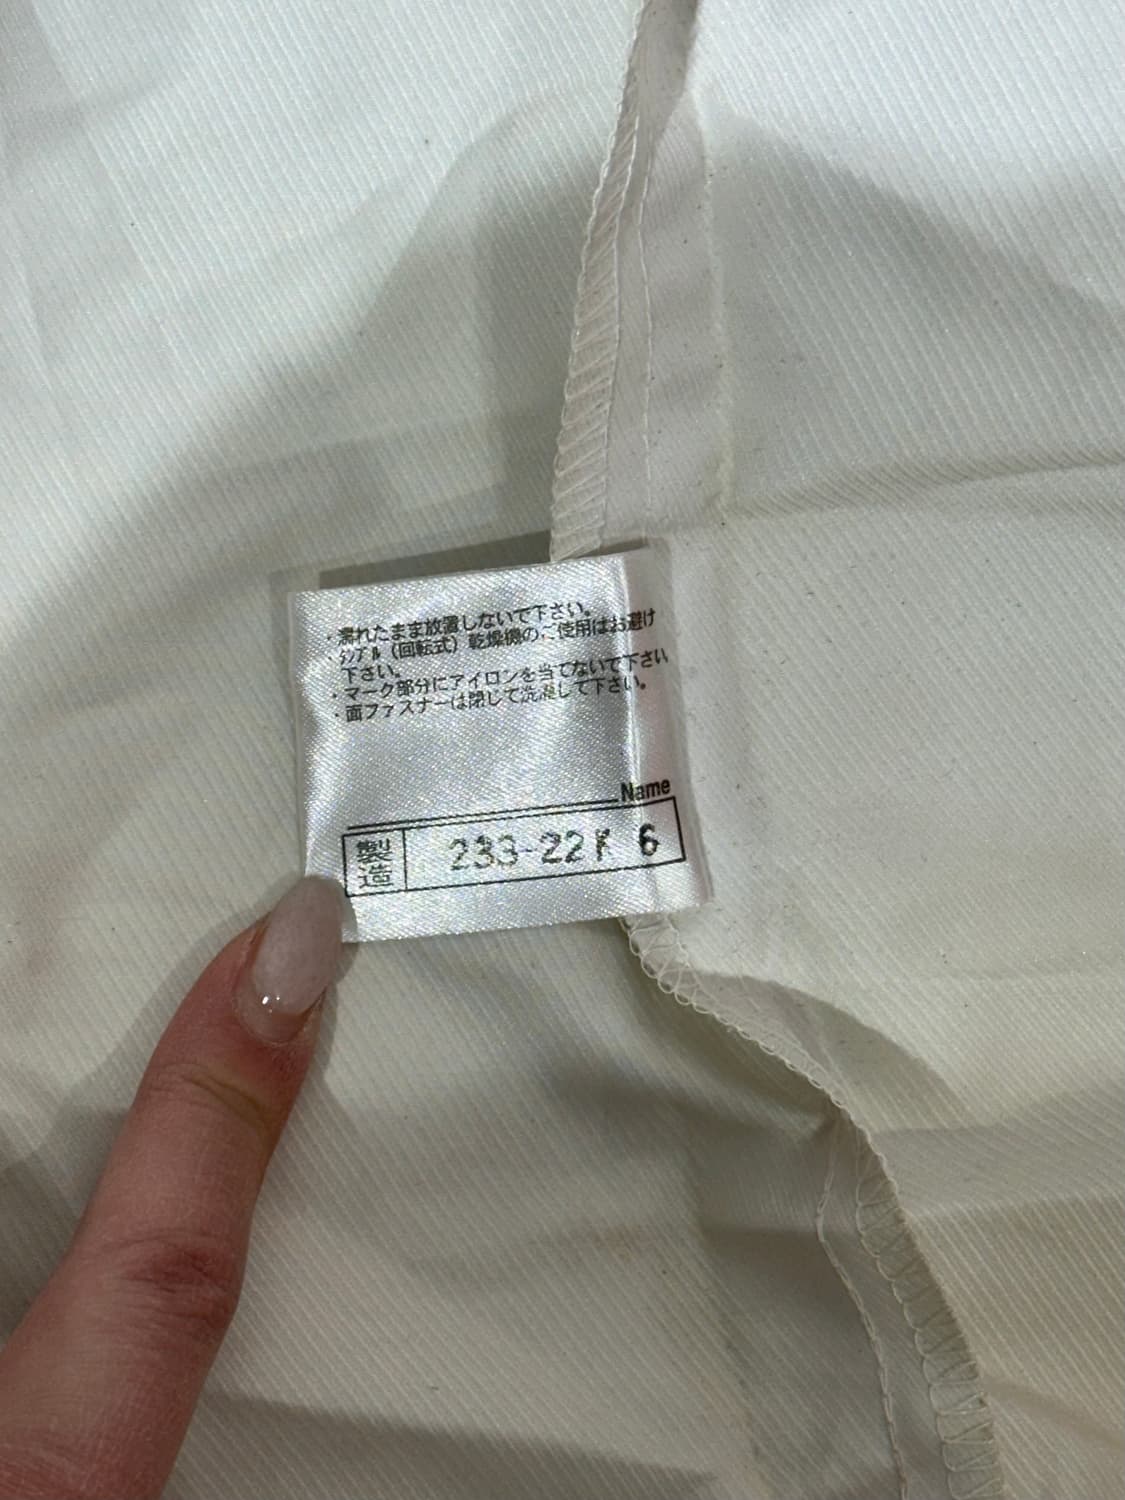 ・濡れたまま放置しないで下さい。
・タンブル（回転式）乾燥機のご使用はお避け
下さい。
・マーク部分にアイロンを当てないで下さい
・面ファスナーは閉じて洗濯して下さい。
Name
製造 233-22K 6